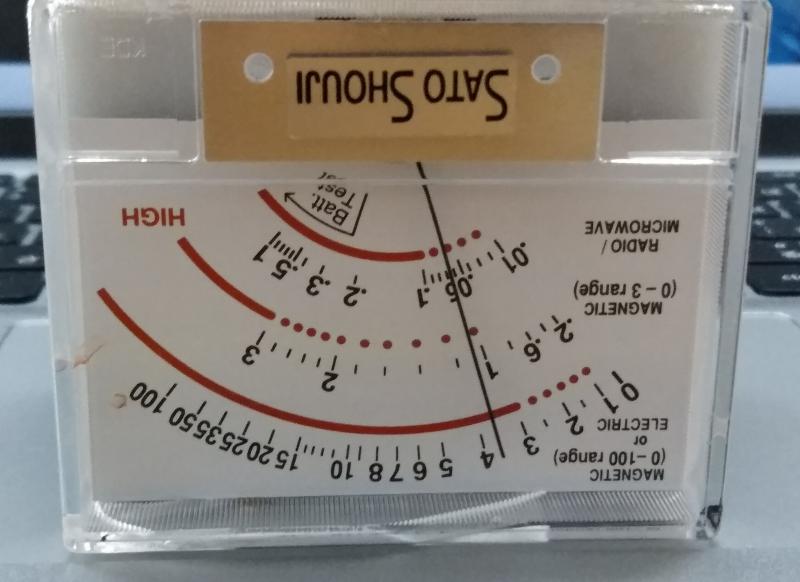 MAGNETIC
(0 – 100 range)
or
ELECTRIC
0 1 2 3 4 5 6 7 8 10 15 20 25 35 50 100
MAGNETIC
(0 – 3 range)
.2 .6 1 2 3
HIGH
RADIO /
MICROWAVE
.01 .05 .1 .2 .3 .5 1
Batt.
Test
SATO SHOUJI